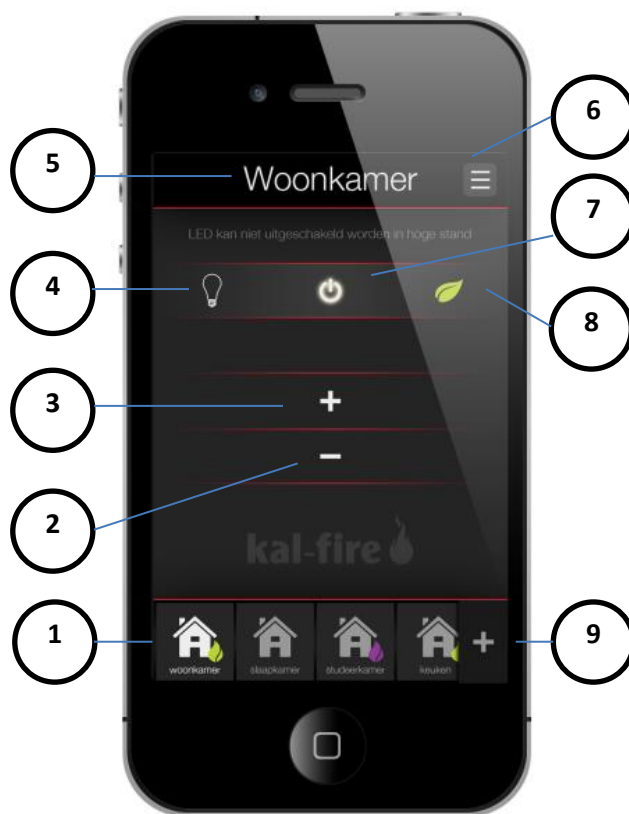 5
6
Woonkamer
7
LED kan niet uitgeschakeld worden in hoge stand
4
8
3
+
2
−
kal-fire
1
woonkamer
slaapkamer
studeerkamer
keuken
+
9